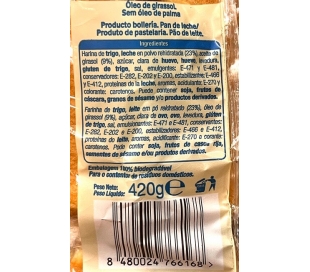 Óleo de girassol.
Sem óleo de palma
Producto bollería. Pan de leche/
Produto de pastelaria. Pão de leite.
Ingredientes
Harina de trigo, leche en polvo rehidratada (23%), aceite de
girasol (9%), azúcar, clara de huevo, huevo, levadura,
gluten de trigo, sal, emulgentes: E-471 y E-481,
conservadores: E-282, E-202 y E-200, estabilizantes: E-466
y E-412, proteínas de la leche, aromas, acidulante: E-270 y
colorante: carotenos. Puede contener soja, frutos de
cáscara, granos de sésamo y/o productos derivados.
Farinha de trigo, leite em pó rehidratado (23%), óleo de
girassol (9%), açúcar, clara de ovo, ovo, levedura, glúten
de trigo, sal, emulsionantes: E-471 e E-481, conservantes:
E-282, E-202 e E-200, estabilizadores: E-466 e E-412,
proteínas do leite, aromas, acidificante: E-270 e corante:
carotenos. Pode conter soja, frutos de casca rija,
sementes de sésamo e/ou produtos derivados.
Embalagem 100% biodegradável
Para o contentor de resíduos domésticos.
Peso Neto:
Peso Líquido: 420g e
8 480024 766168 >